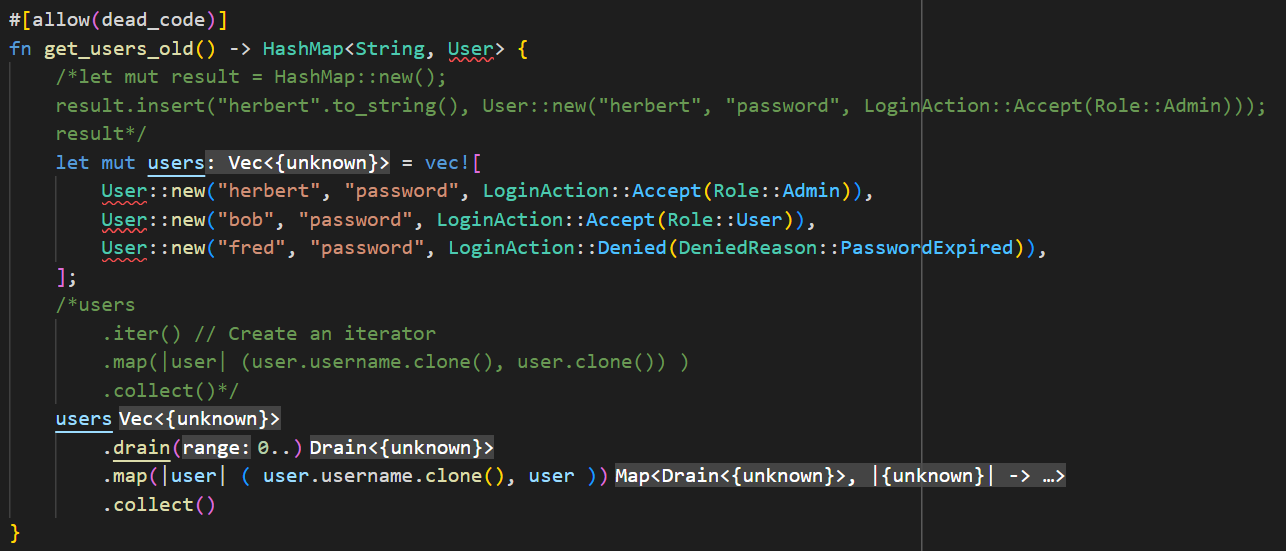 #[allow(dead_code)]
fn get_users_old() -> HashMap<String, User> {
    /*let mut result = HashMap::new();
    result.insert("herbert".to_string(), User::new("herbert", "password", LoginAction::Accept(Role::Admin)));
    result*/
    let mut users: Vec<{unknown}> = vec![
        User::new("herbert", "password", LoginAction::Accept(Role::Admin)),
        User::new("bob", "password", LoginAction::Accept(Role::User)),
        User::new("fred", "password", LoginAction::Denied(DeniedReason::PasswordExpired)),
    ];
    /*users
        .iter() // Create an iterator
        .map(|user| (user.username.clone(), user.clone()) )
        .collect()*/
    users Vec<{unknown}>
        .drain(range: 0..) Drain<{unknown}>
        .map(|user| ( user.username.clone(), user )) Map<Drain<{unknown}>, |{unknown}| -> …>
        .collect()
}